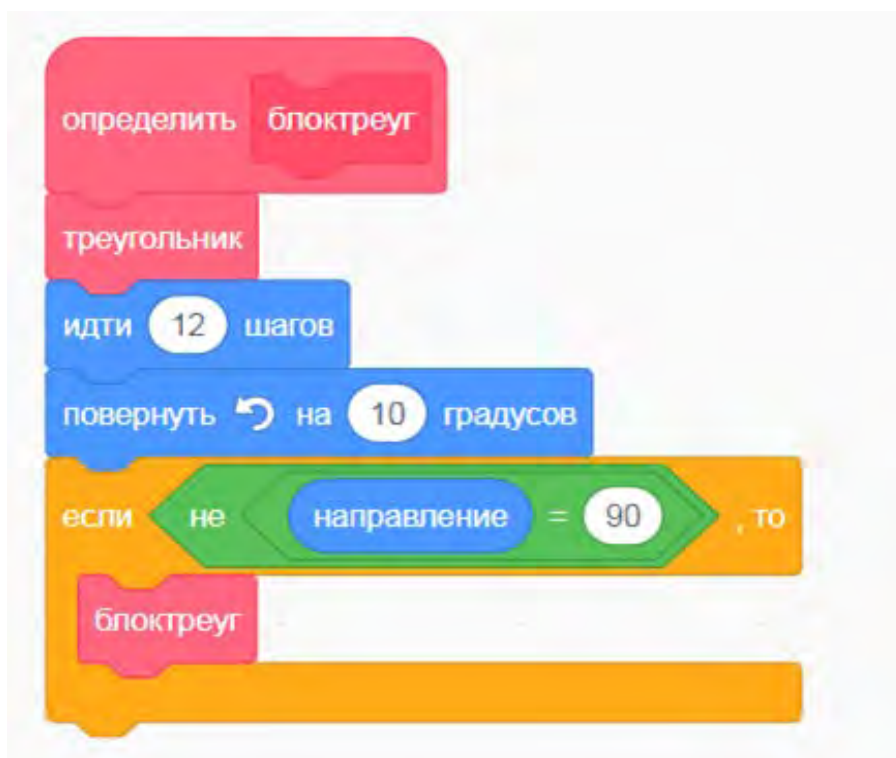 определить блоктреуг
треугольник
идти 12 шагов
повернуть на 10 градусов
если не направление = 90 , то
блоктреуг